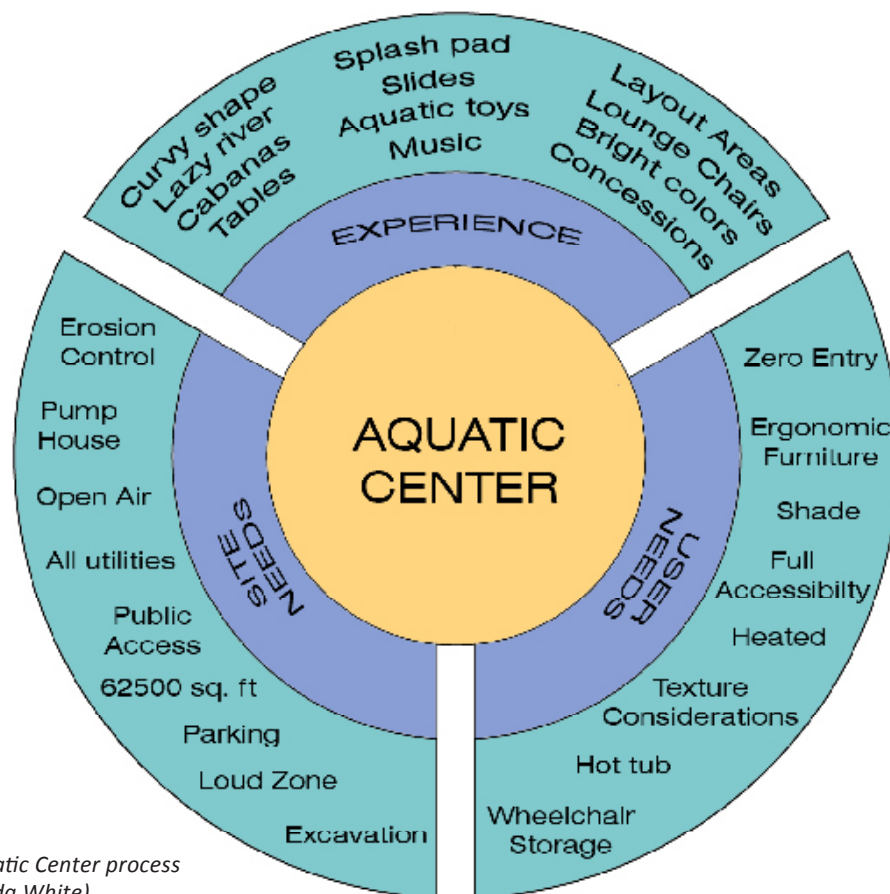 Curvy shape
Lazy river
Cabanas
Tables
Splash pad
Slides
Aquatic toys
Music
Layout Areas
Lounge Chairs
Bright colors
Concessions
EXPERIENCE
AQUATIC
CENTER
SITE
NEEDS
Erosion
Control
Pump
House
Open Air
All utilities
Public
Access
62500 sq. ft
Parking
Loud Zone
Excavation
USER
NEEDS
Zero Entry
Ergonomic
Furniture
Shade
Full
Accessibilty
Heated
Texture
Considerations
Hot tub
Wheelchair
Storage
Center process
White)